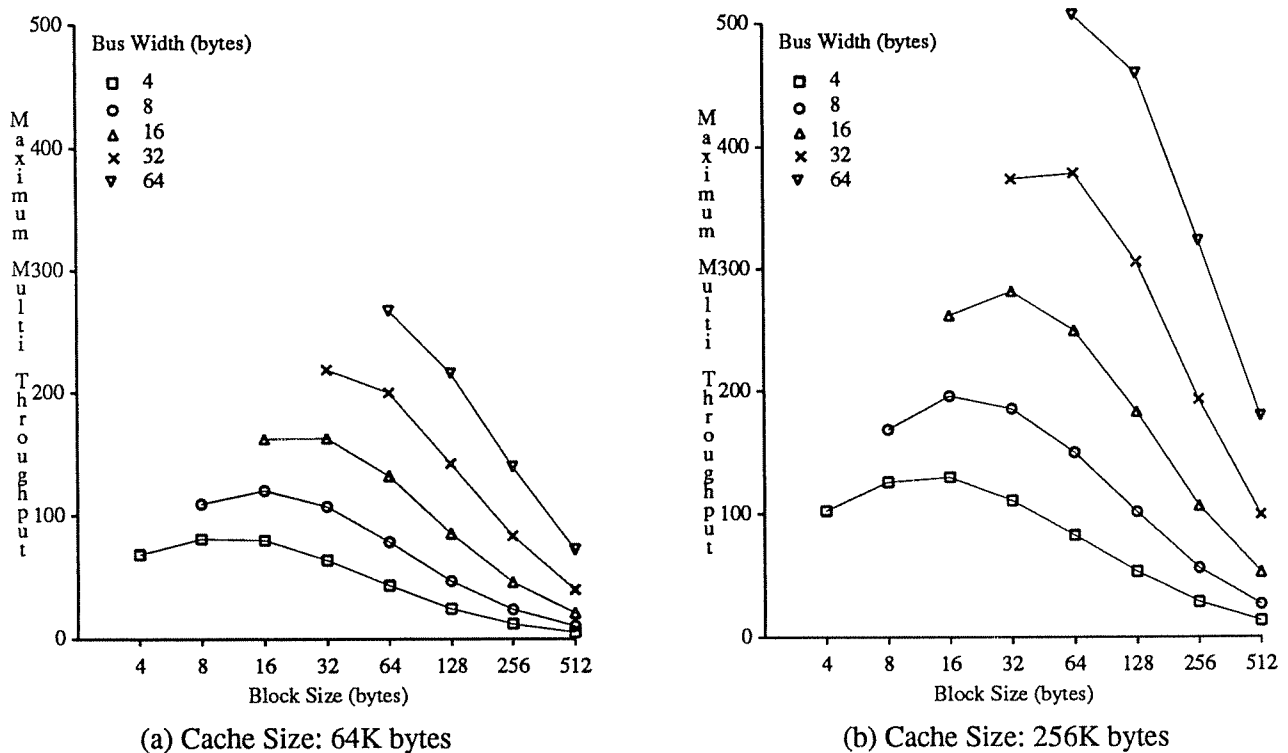 500
400
300
200
100
0
Maximum Multi Throughput
Bus Width (bytes)
4
8
16
32
64
4 8 16 32 64 128 256 512
Block Size (bytes)
(a) Cache Size: 64K bytes
500
400
300
200
100
0
Maximum Multi Throughput
Bus Width (bytes)
4
8
16
32
64
4 8 16 32 64 128 256 512
Block Size (bytes)
(b) Cache Size: 256K bytes